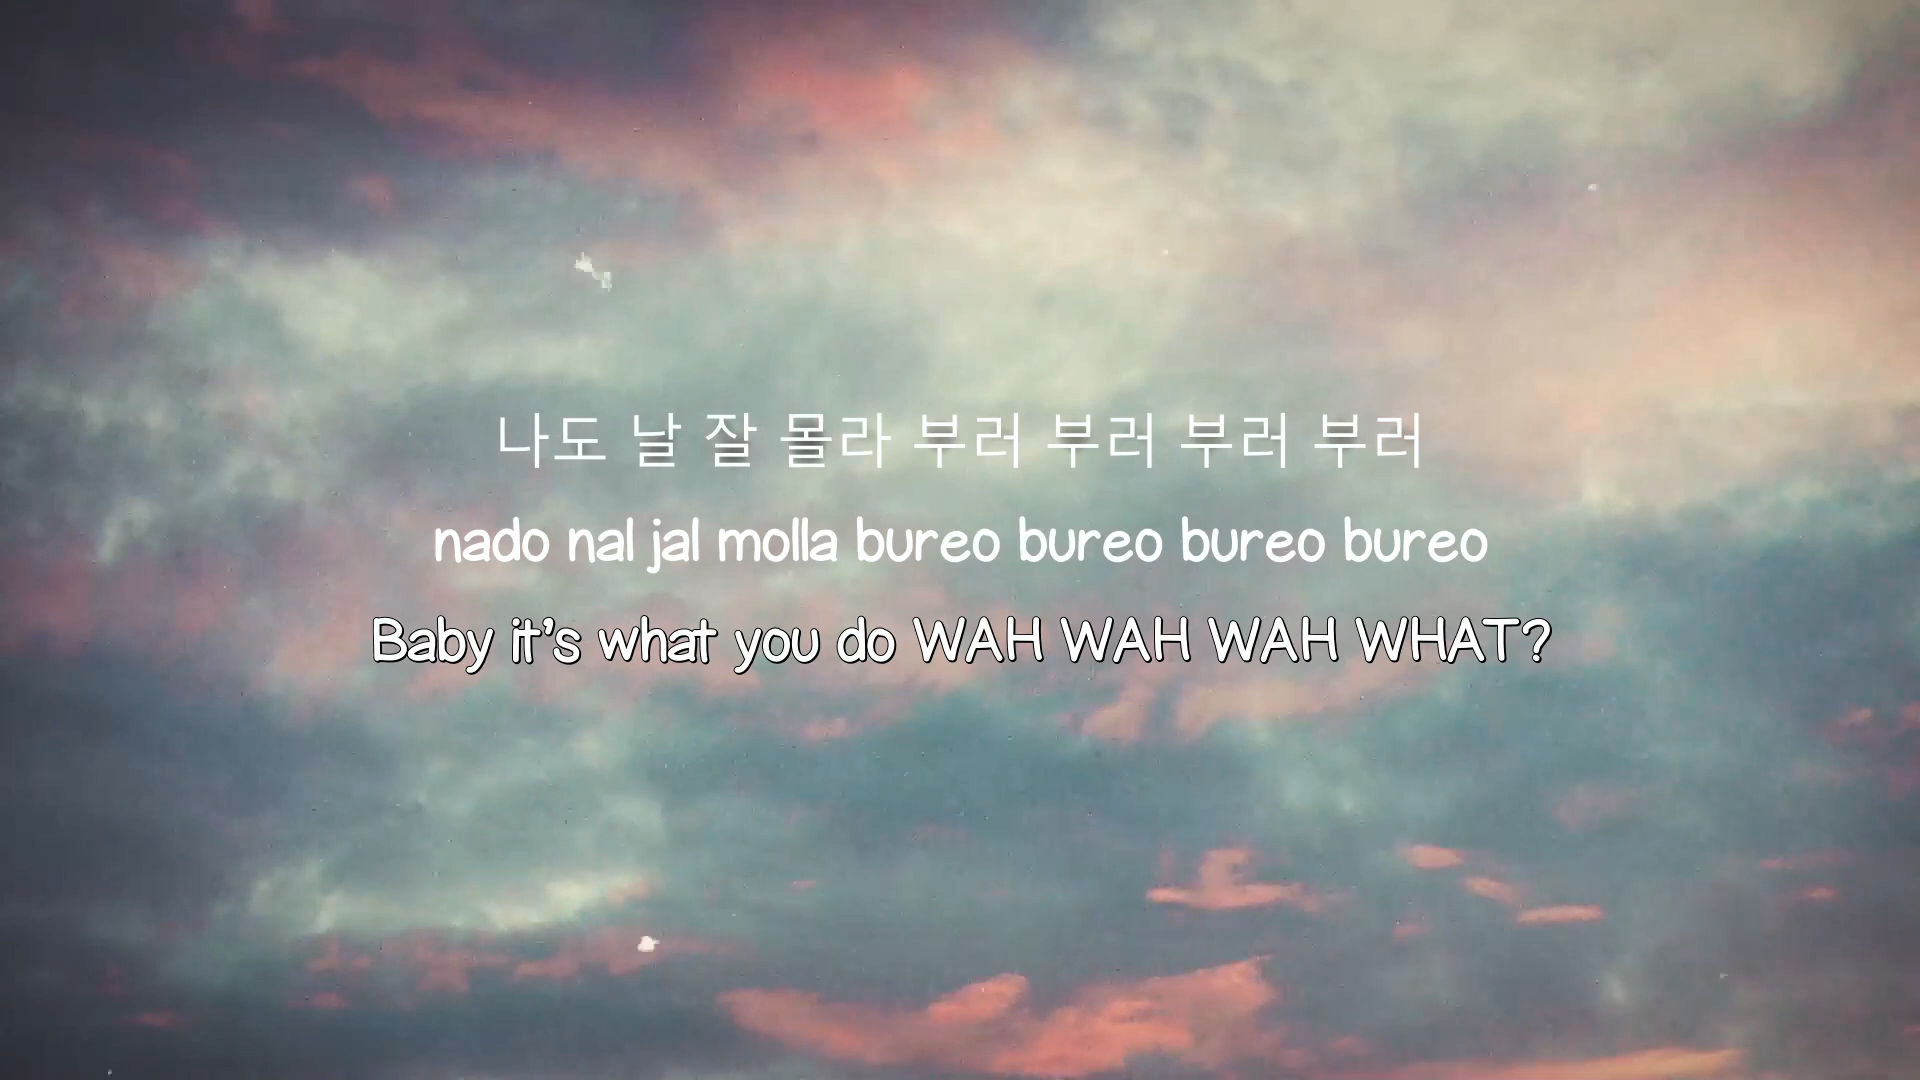 나도 날 잘 몰라 부러 부러 부러 부러
nado nal jal molla bureo bureo bureo bureo
Baby it's what you do WAH WAH WAH WHAT?